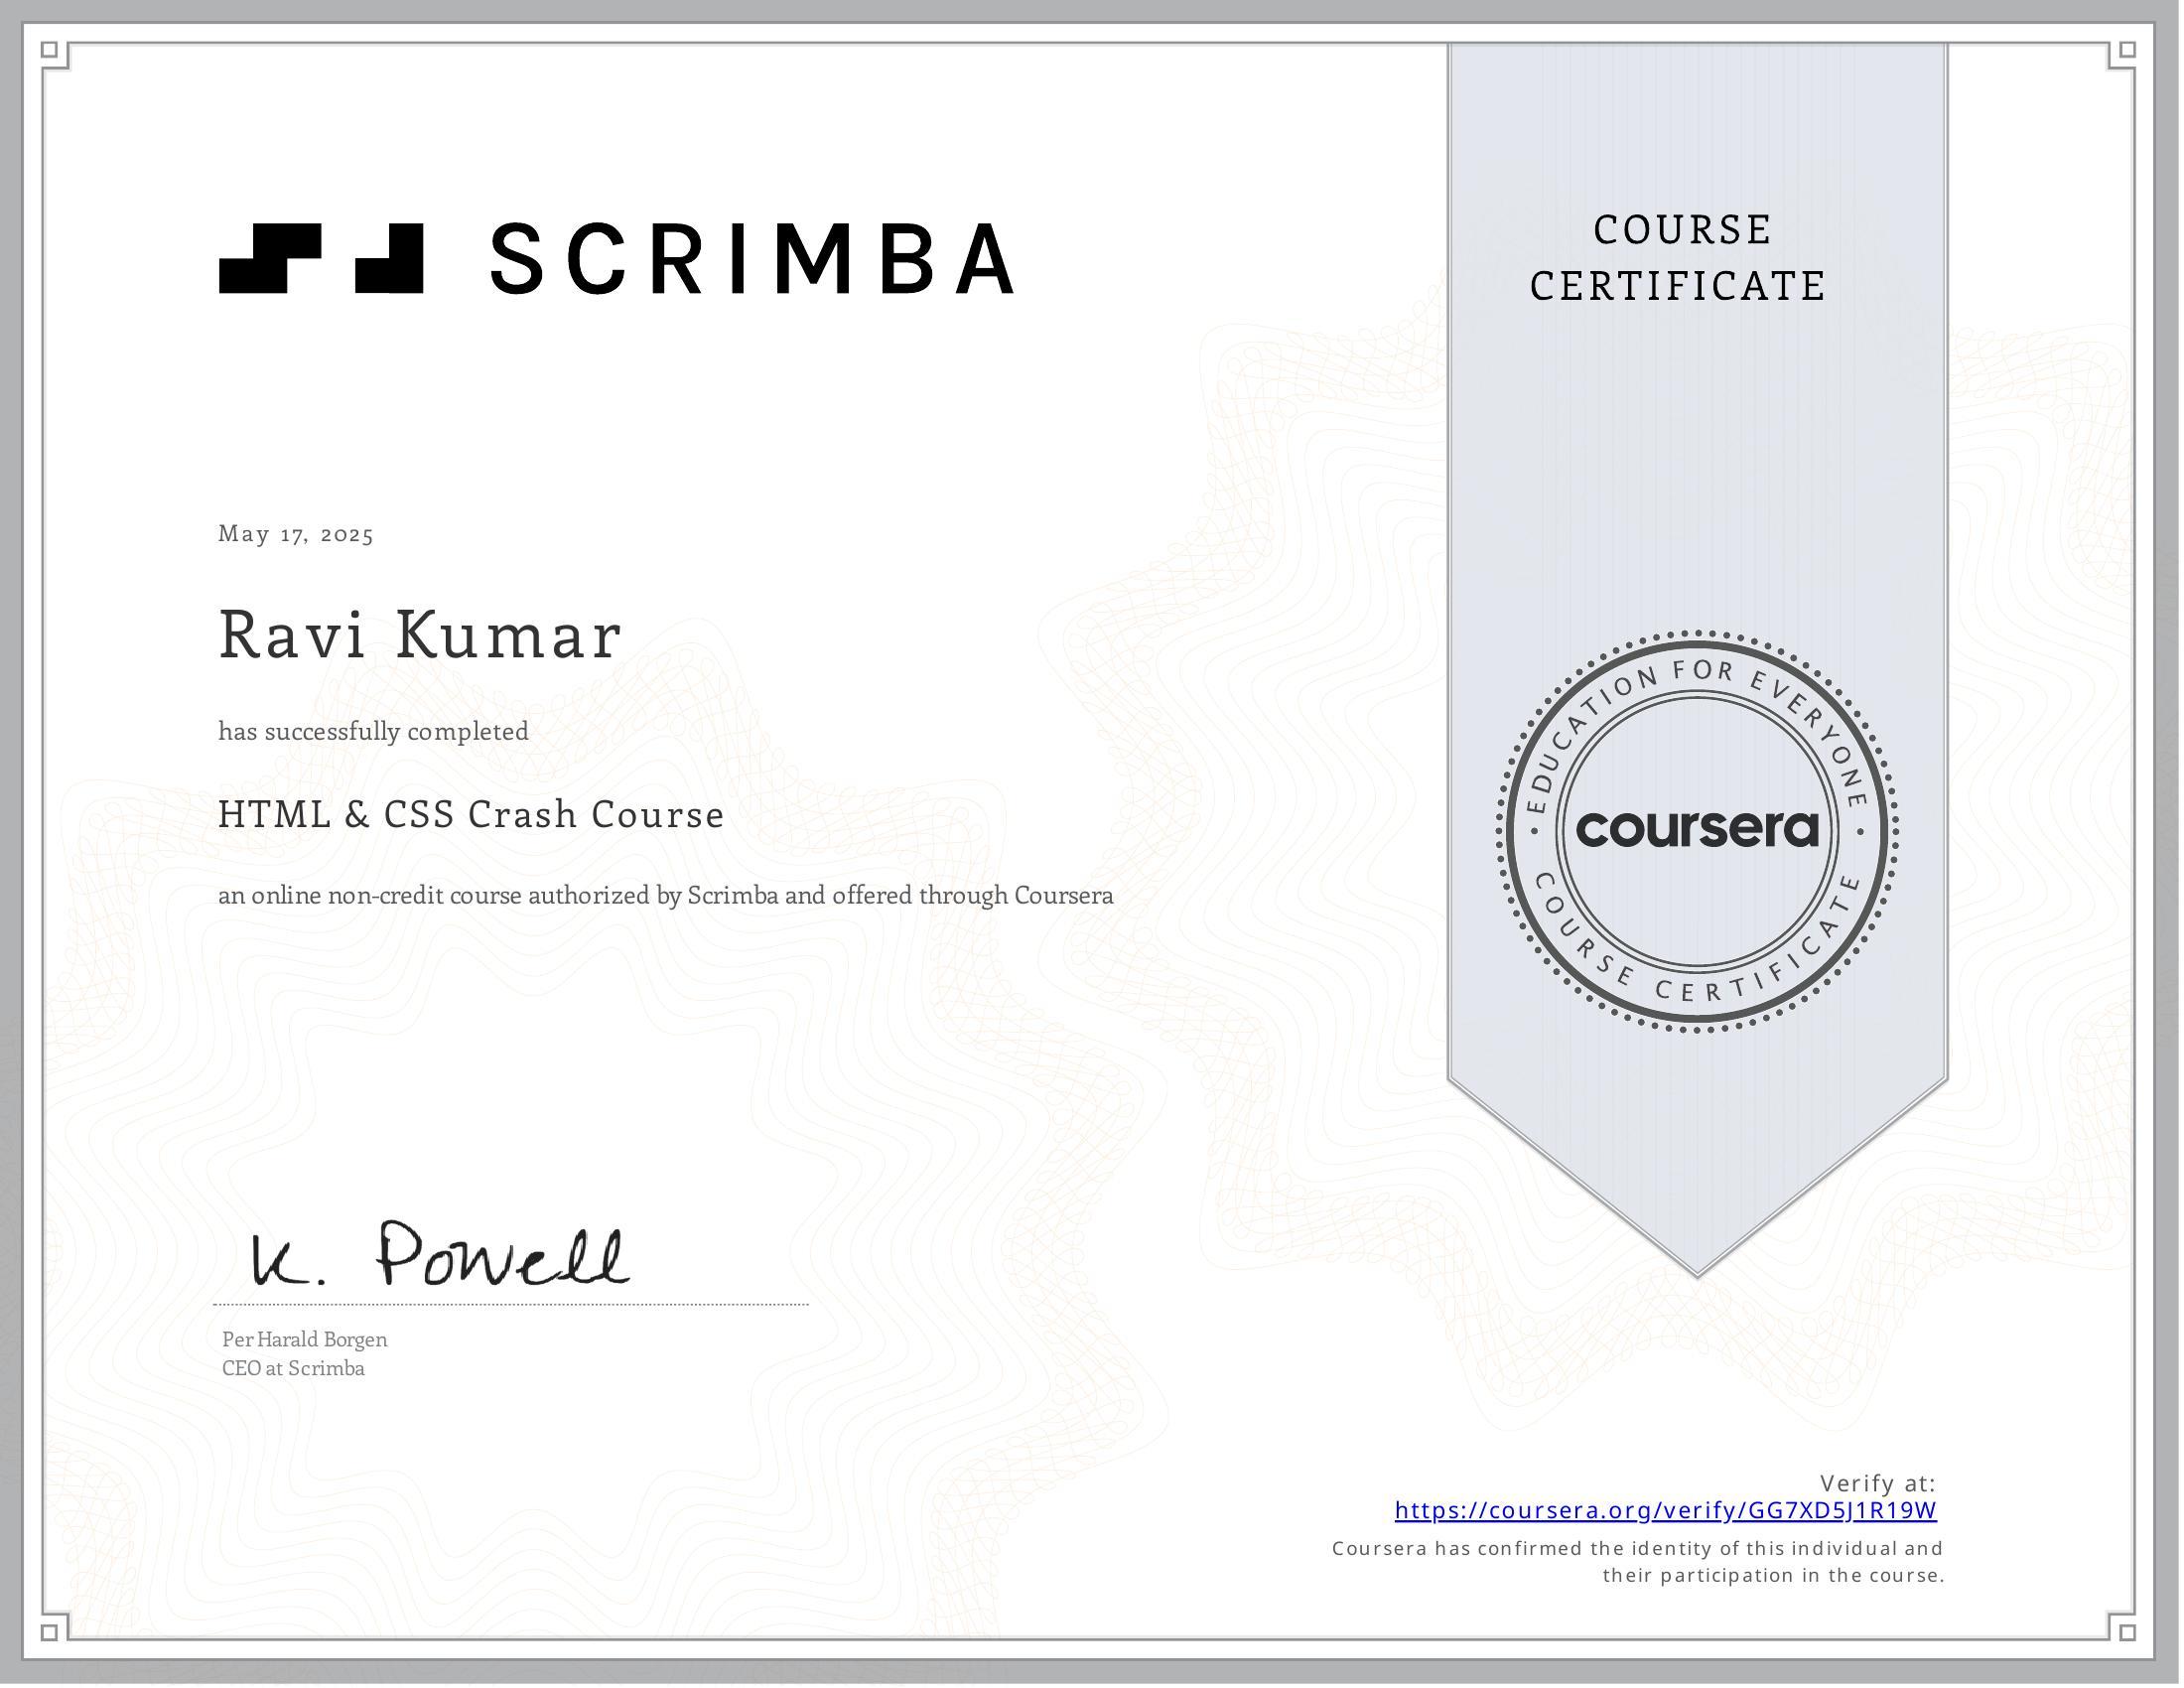 SCRIMBA
COURSE
CERTIFICATE
May 17, 2025
Ravi Kumar
has successfully completed
HTML & CSS Crash Course
an online non-credit course authorized by Scrimba and offered through Coursera
EDUCATION FOR EVERYONE
coursera
COURSE CERTIFICATE
K. Powell
Per Harald Borgen
CEO at Scrimba
Verify at:
https://coursera.org/verify/GG7XD5J1R19W
Coursera has confirmed the identity of this individual and
their participation in the course.